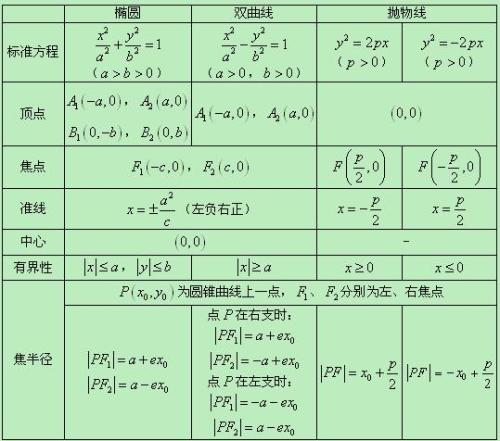 椭圆 双曲线 抛物线
标准方程 x²/a² + y²/b² = 1 x²/a² − y²/b² = 1 y² = 2px y² = −2px
(a > b > 0) (a > 0, b > 0) (p > 0) (p > 0)
顶点 A₁(−a,0), A₂(a,0) A₁(−a,0), A₂(a,0) (0,0)
B₁(0,−b), B₂(0,b)
焦点 F₁(−c,0), F₂(c,0) F(p/2,0) F(−p/2,0)
准线 x = ± a²/c (左负右正) x = −p/2 x = p/2
中心 (0,0) −
有界性 |x| ≤ a, |y| ≤ b |x| ≥ a x ≥ 0 x ≤ 0
焦半径 P(x₀,y₀)为圆锥曲线上一点, F₁、F₂分别为左、右焦点
|PF₁| = a + ex₀
|PF₂| = a − ex₀
点P在右支时:
|PF₁| = a + ex₀
|PF₂| = −a + ex₀
点P在左支时:
|PF₁| = −a − ex₀
|PF₂| = a − ex₀
|PF| = x₀ + p/2 |PF| = −x₀ + p/2